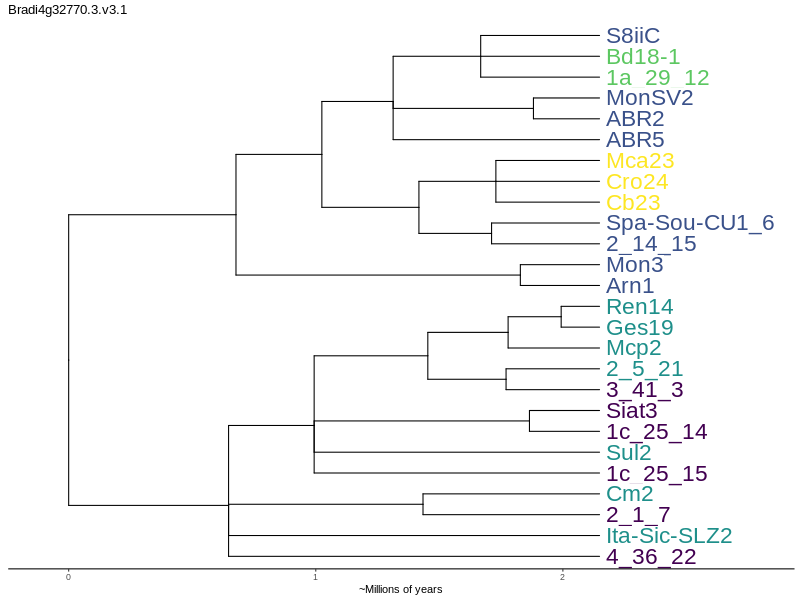 Bradi4g32770.3.v3.1
S8iiC
Bd18-1
1a_29_12
MonSV2
ABR2
ABR5
Mca23
Cro24
Cb23
Spa-Sou-CU1_6
2_14_15
Mon3
Arn1
Ren14
Ges19
Mcp2
2_5_21
3_41_3
Siat3
1c_25_14
Sul2
1c_25_15
Cm2
2_1_7
Ita-Sic-SLZ2
4_36_22
0 1 2
~Millions of years